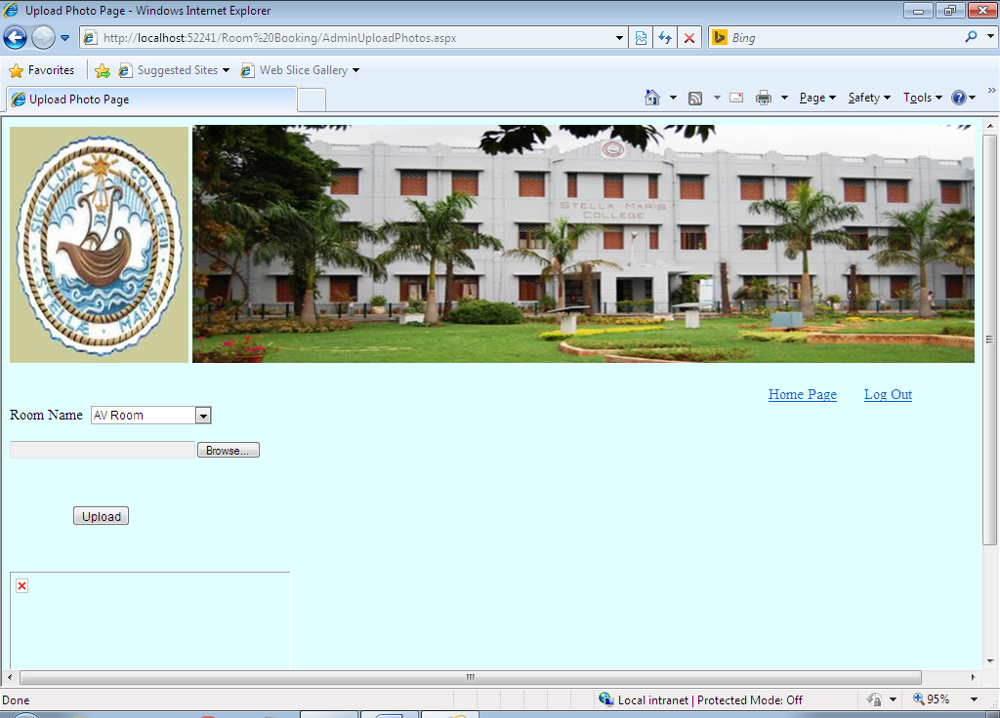 Upload Photo Page - Windows Internet Explorer
http://localhost:52241/Room%20Booking/AdminUploadPhotos.aspx
Bing
Favorites
Suggested Sites
Web Slice Gallery
Upload Photo Page
Page
Safety
Tools
»
SIGILLUM COLLEGII STELLE MARIS
STELLA MARIS
COLLEGE
Home Page
Log Out
Room Name
AV Room
Browse...
Upload
Done
Local intranet | Protected Mode: Off
95%